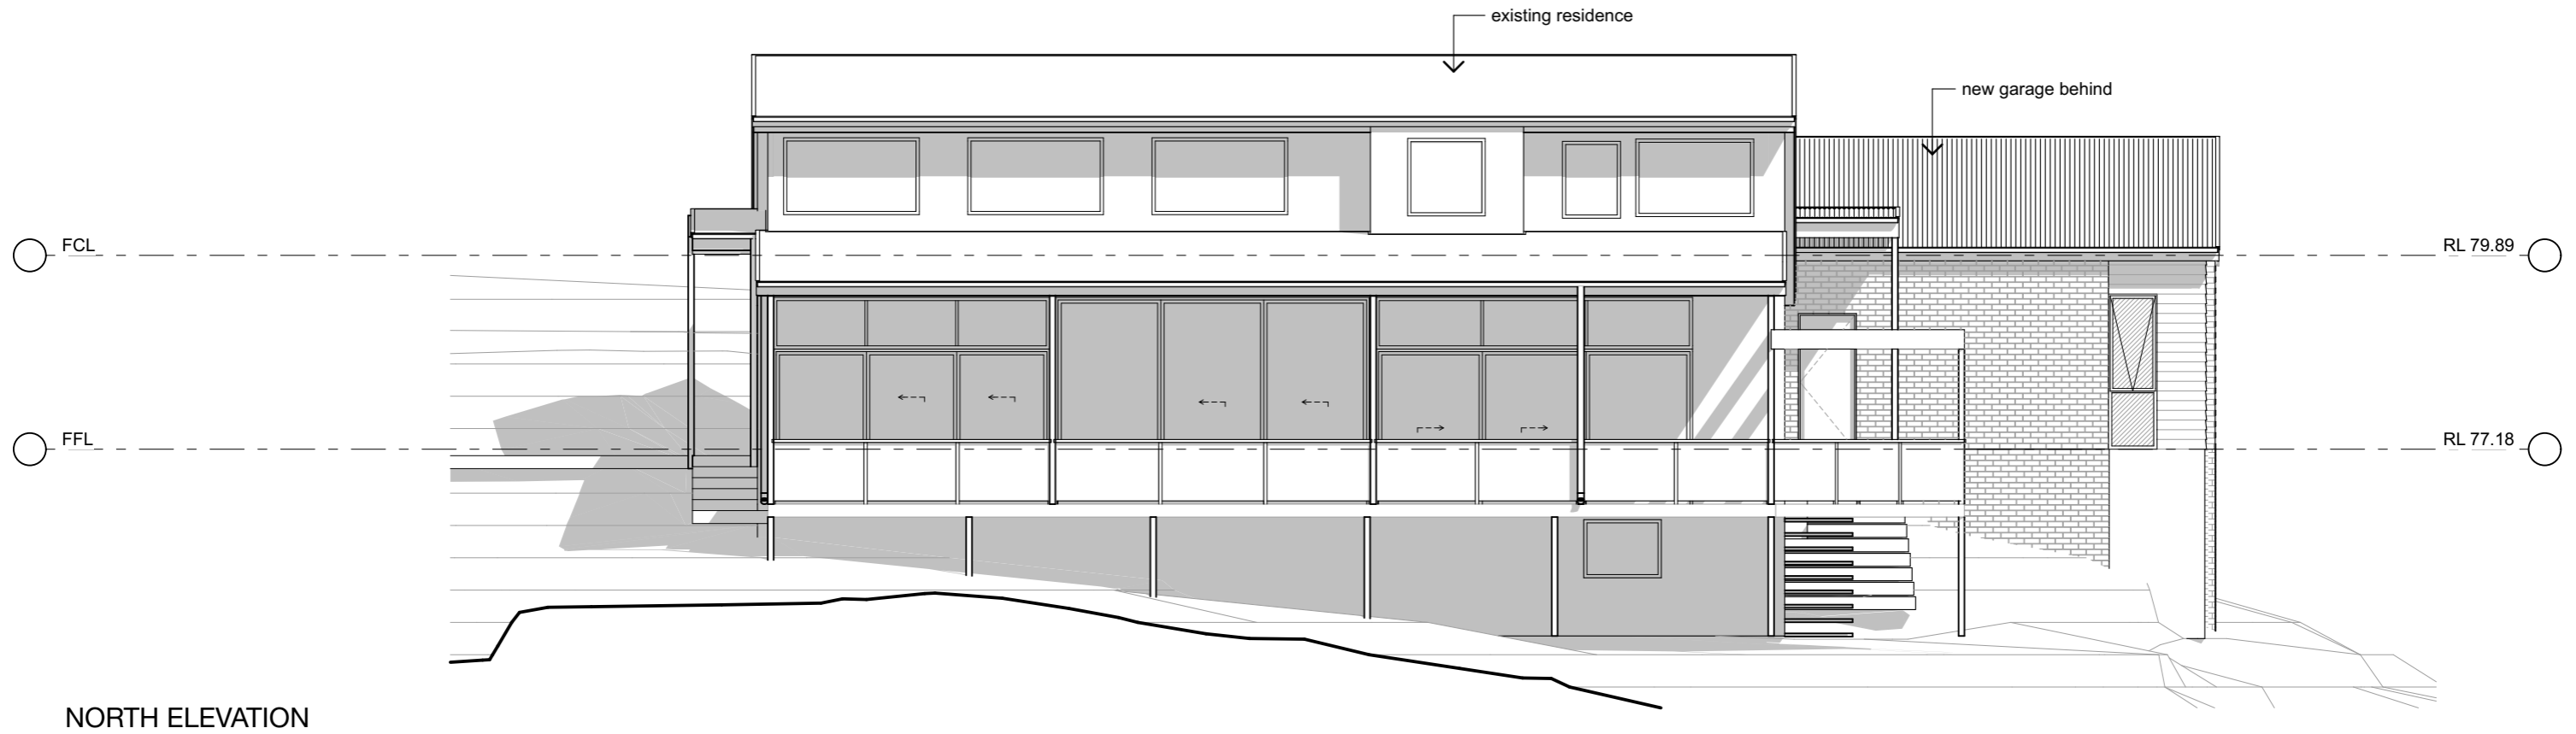 existing residence
new garage behind
FCL
RL 79.89
FFL
RL 77.18
NORTH ELEVATION